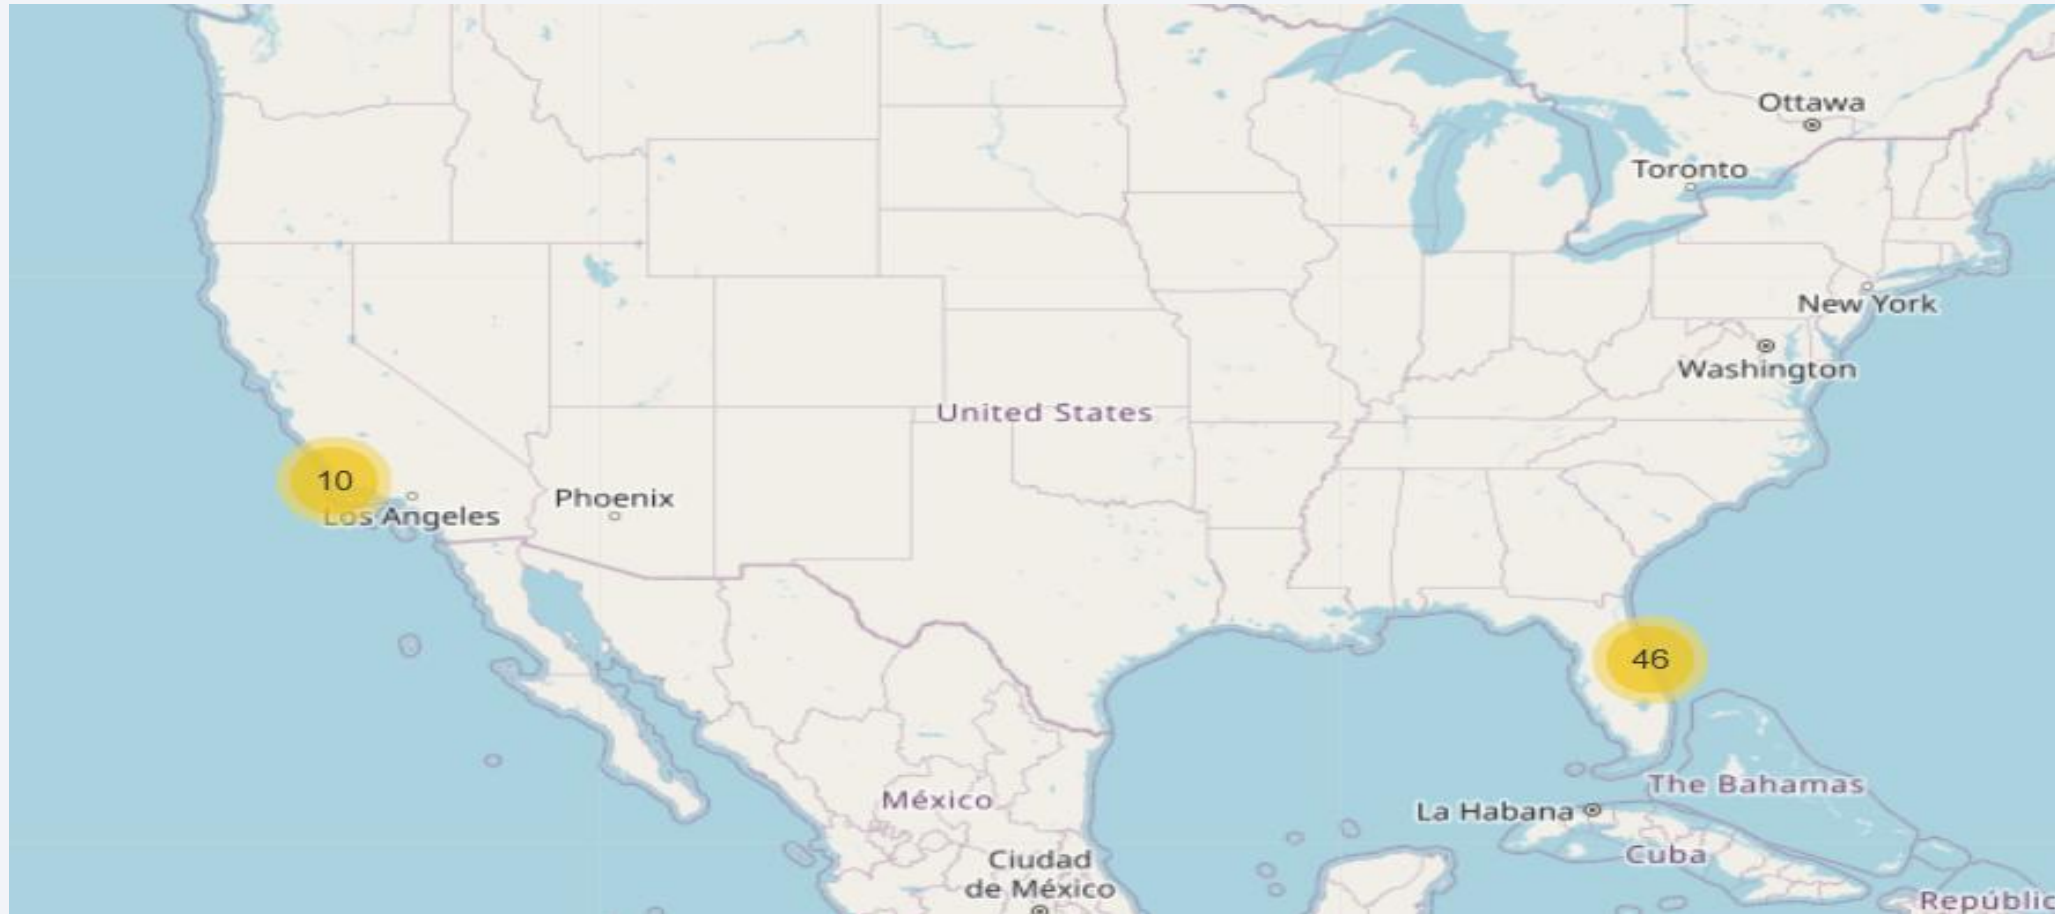 Ottawa
Toronto
New York
Washington
United States
10
Los Angeles
Phoenix
46
The Bahamas
México
La Habana
Cuba
Ciudad
de México
Repúblic